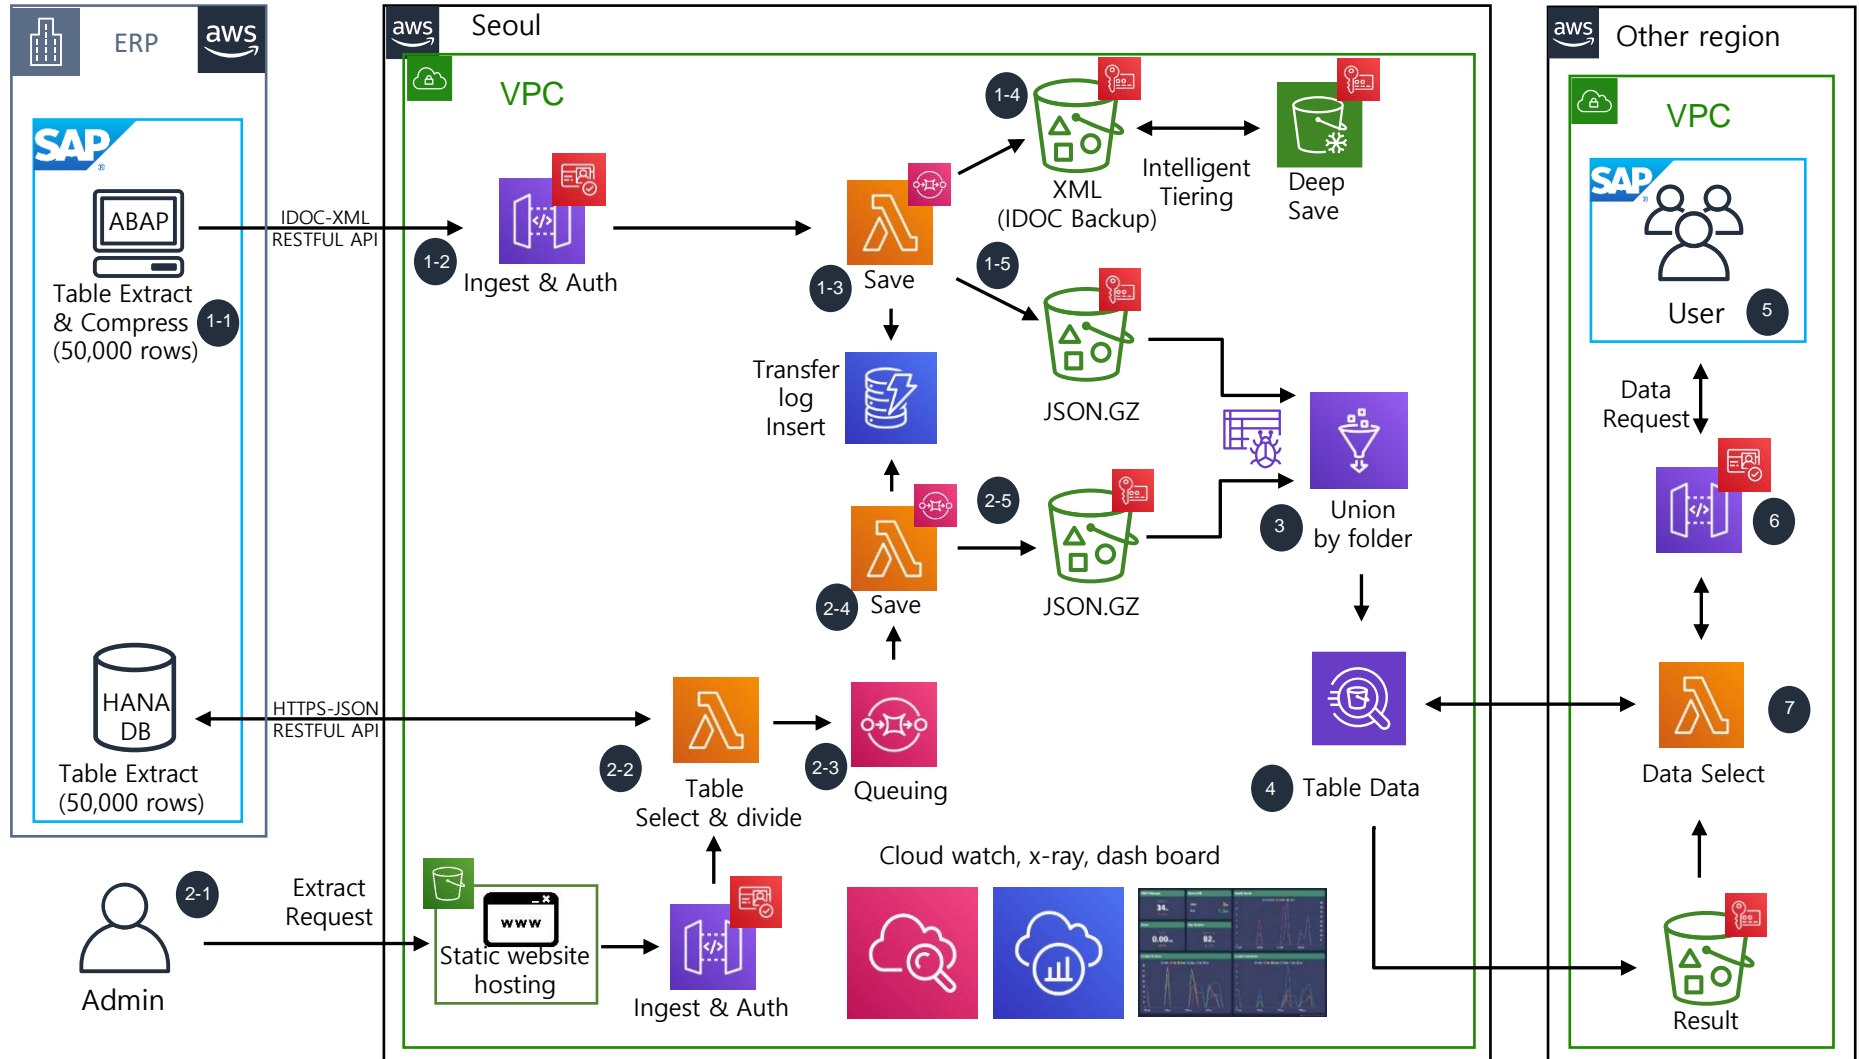 ERP
aws
SAP
ABAP
Table Extract
& Compress
(50,000 rows)
1-1
HANA
DB
Table Extract
(50,000 rows)
IDOC-XML
RESTFUL API
HTTPS-JSON
RESTFUL API
2-1
Admin
Extract
Request
aws
Seoul
VPC
1-2
Ingest & Auth
1-3
Save
1-4
XML
(IDOC Backup)
Intelligent
Tiering
Deep
Save
1-5
JSON.GZ
Transfer
log
Insert
2-5
JSON.GZ
2-4
Save
3
Union
by folder
2-2
Table
Select & divide
2-3
Queuing
4
Table Data
www
Static website
hosting
Ingest & Auth
Cloud watch, x-ray, dash board
34
0.00
82
aws
Other region
VPC
SAP
User
5
Data
Request
6
7
Data Select
Result